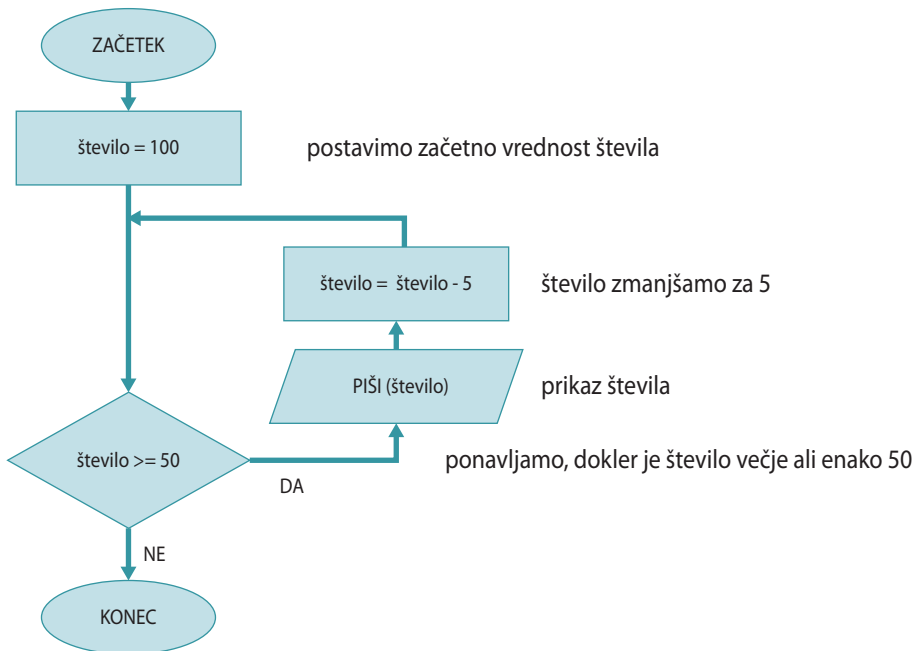 ZAČETEK
število = 100
postavimo začetno vrednost števila
število = število - 5
število zmanjšamo za 5
PIŠI (število)
prikaz števila
število >= 50
ponavljamo, dokler je število večje ali enako 50
DA
NE
KONEC